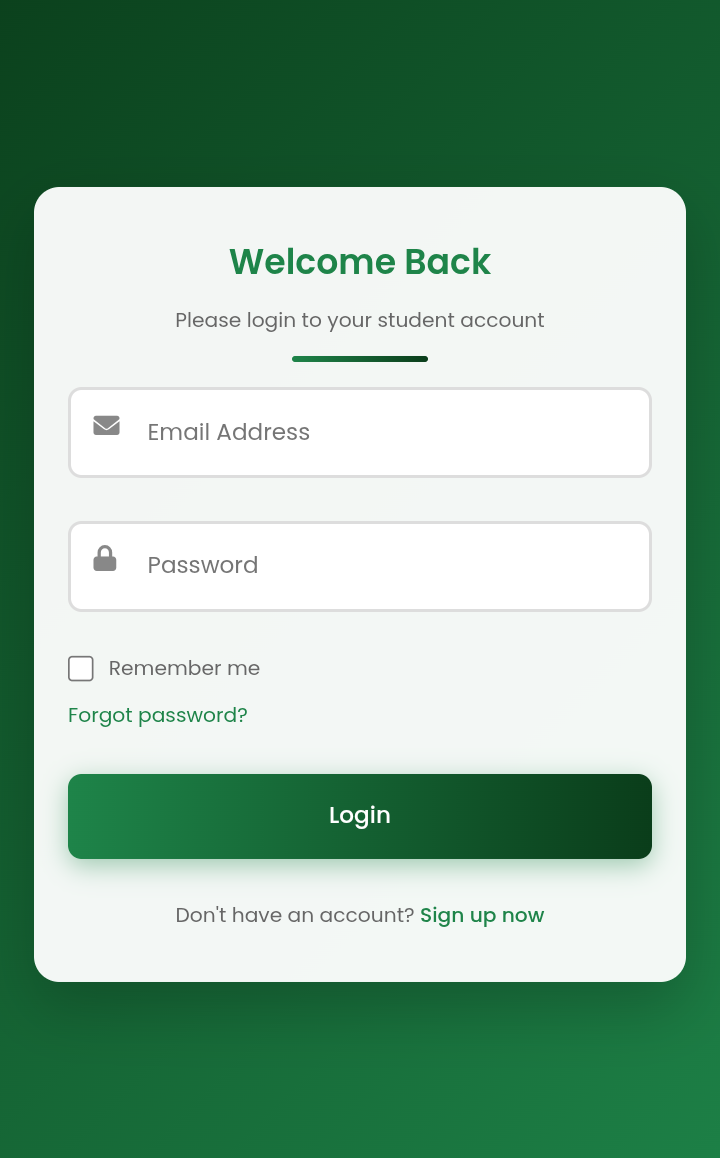 Welcome Back
Please login to your student account
Email Address
Password
Remember me
Forgot password?
Login
Don't have an account? Sign up now